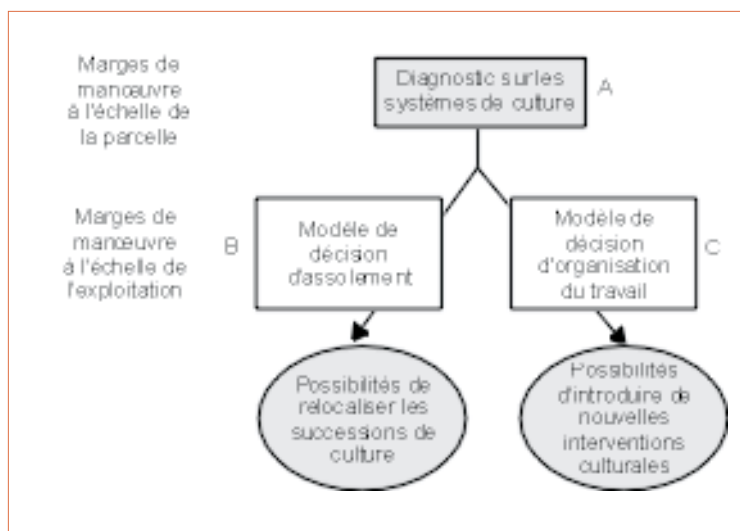 Marges de
manœuvre
à l'échelle de
la parcelle
Diagnostic sur les
systèmes de culture
A
Marges de
manœuvre
à l'échelle de
l'exploitation
B
Modèle de
décision
d'assolement
Modèle de
décision
d'organisation
du travail
C
Possibilités de
relocaliser les
successions de
culture
Possibilités
d'introduire de
nouvelles
interventions
culturales